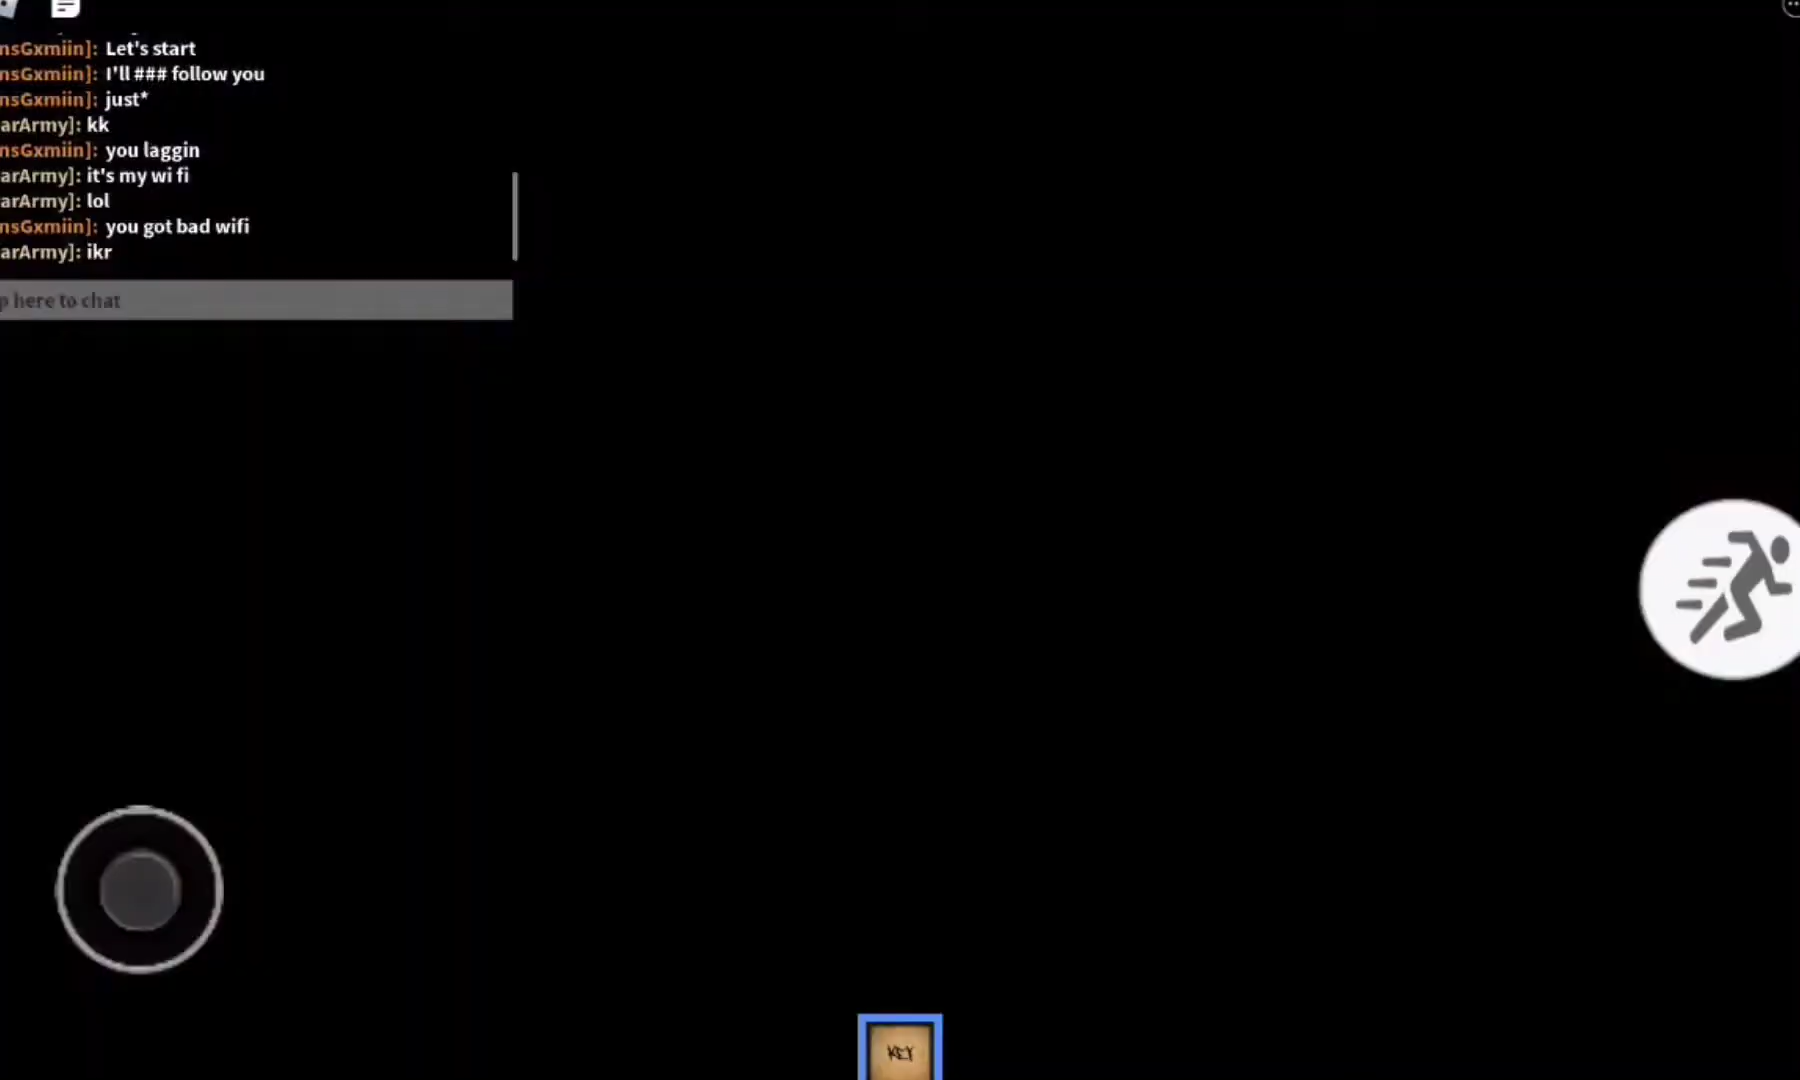 nsGxmiin]: Let's start
nsGxmiin]: I'll ### follow you
nsGxmiin]: just*
arArmy]: kk
nsGxmiin]: you laggin
arArmy]: it's my wi fi
arArmy]: lol
nsGxmiin]: you got bad wifi
arArmy]: ikr
p here to chat
KEY